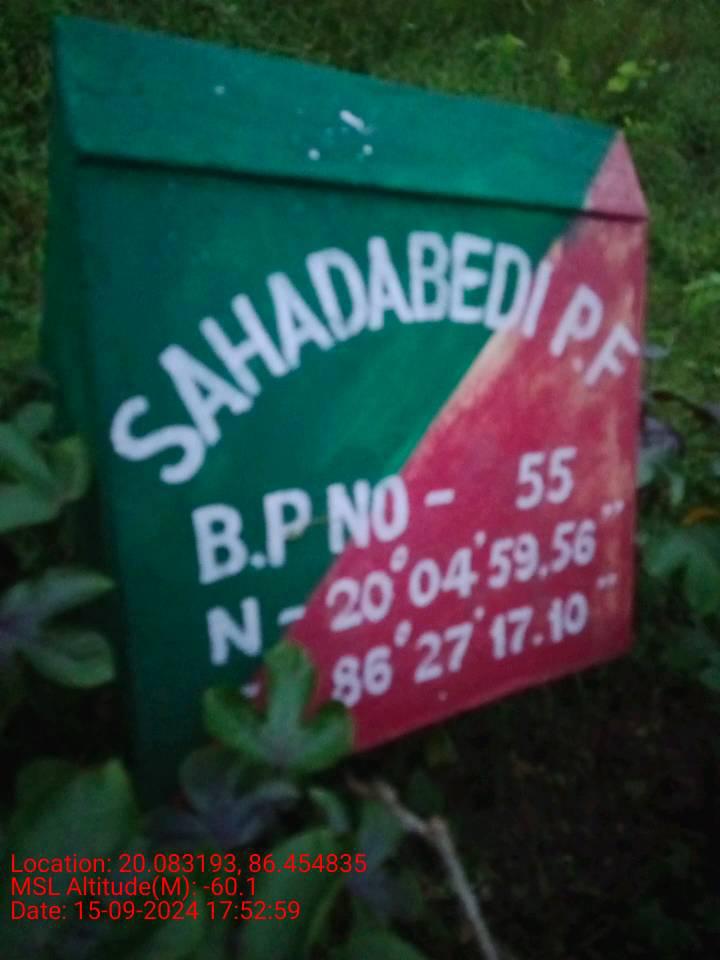 SAHADABEDI P.F
B.P NO - 55
N - 20°04'59.56"
- 86°27'17.10"
Location: 20.083193, 86.454835
MSL Altitude(M): -60.1
Date: 15-09-2024 17:52:59